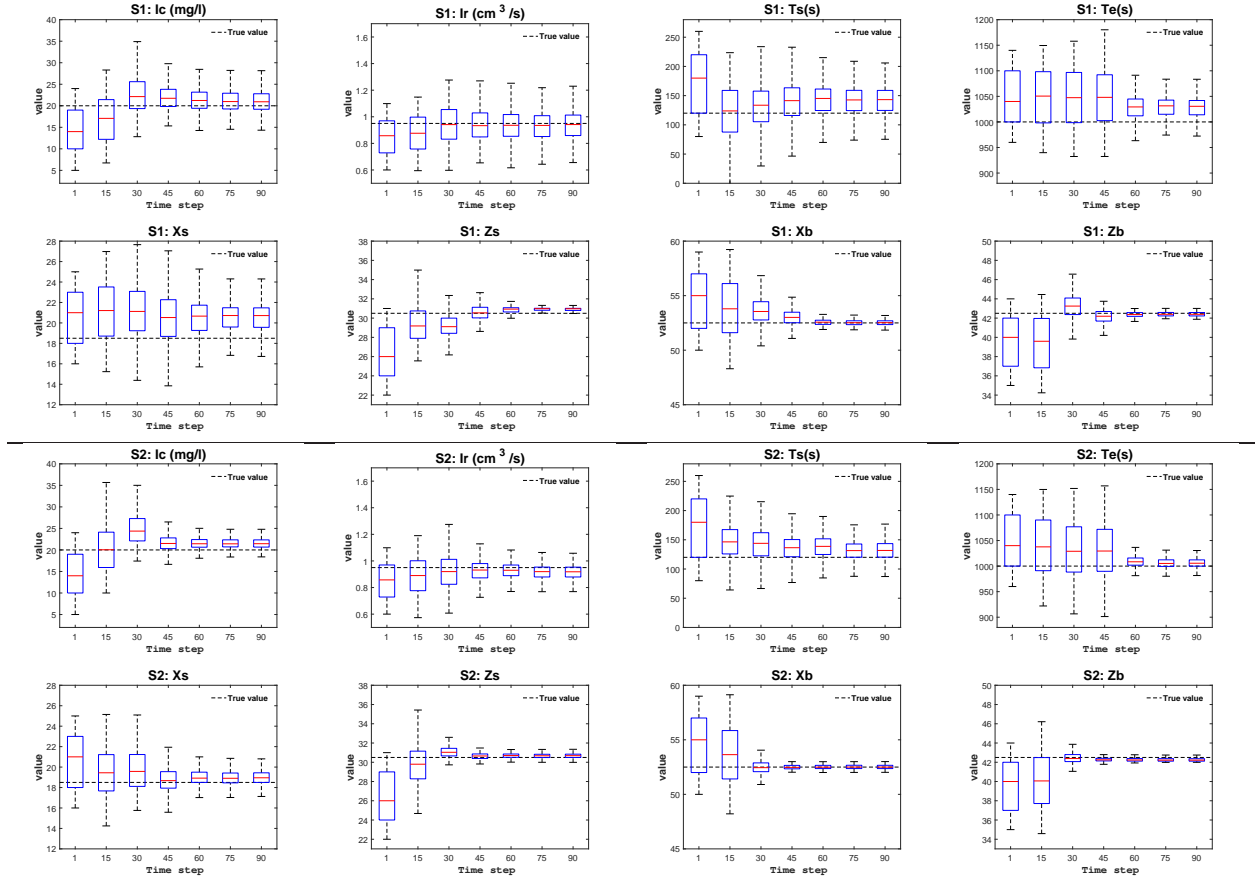 S1: Ic (mg/l)
40
35
30
25
20
15
10
5
value
True value
1 15 30 45 60 75 90
Time step
S1: Ir (cm ³ /s)
1.6
1.4
1.2
1
0.8
0.6
value
True value
1 15 30 45 60 75 90
Time step
S1: Ts(s)
250
200
150
100
50
0
value
True value
1 15 30 45 60 75 90
Time step
S1: Te(s)
1200
1150
1100
1050
1000
950
900
value
True value
1 15 30 45 60 75 90
Time step
S1: Xs
28
26
24
22
20
18
16
14
12
value
True value
1 15 30 45 60 75 90
Time step
S1: Zs
38
36
34
32
30
28
26
24
22
value
True value
1 15 30 45 60 75 90
Time step
S1: Xb
60
55
50
45
value
True value
1 15 30 45 60 75 90
Time step
S1: Zb
50
48
46
44
42
40
38
36
34
value
True value
1 15 30 45 60 75 90
Time step
S2: Ic (mg/l)
40
35
30
25
20
15
10
5
value
True value
1 15 30 45 60 75 90
Time step
S2: Ir (cm ³ /s)
1.6
1.4
1.2
1
0.8
0.6
value
True value
1 15 30 45 60 75 90
Time step
S2: Ts(s)
250
200
150
100
50
0
value
True value
1 15 30 45 60 75 90
Time step
S2: Te(s)
1200
1150
1100
1050
1000
950
900
value
True value
1 15 30 45 60 75 90
Time step
S2: Xs
28
26
24
22
20
18
16
14
12
value
True value
1 15 30 45 60 75 90
Time step
S2: Zs
38
36
34
32
30
28
26
24
22
value
True value
1 15 30 45 60 75 90
Time step
S2: Xb
60
55
50
45
value
True value
1 15 30 45 60 75 90
Time step
S2: Zb
50
48
46
44
42
40
38
36
34
33
value
True value
1 15 30 45 60 75 90
Time step